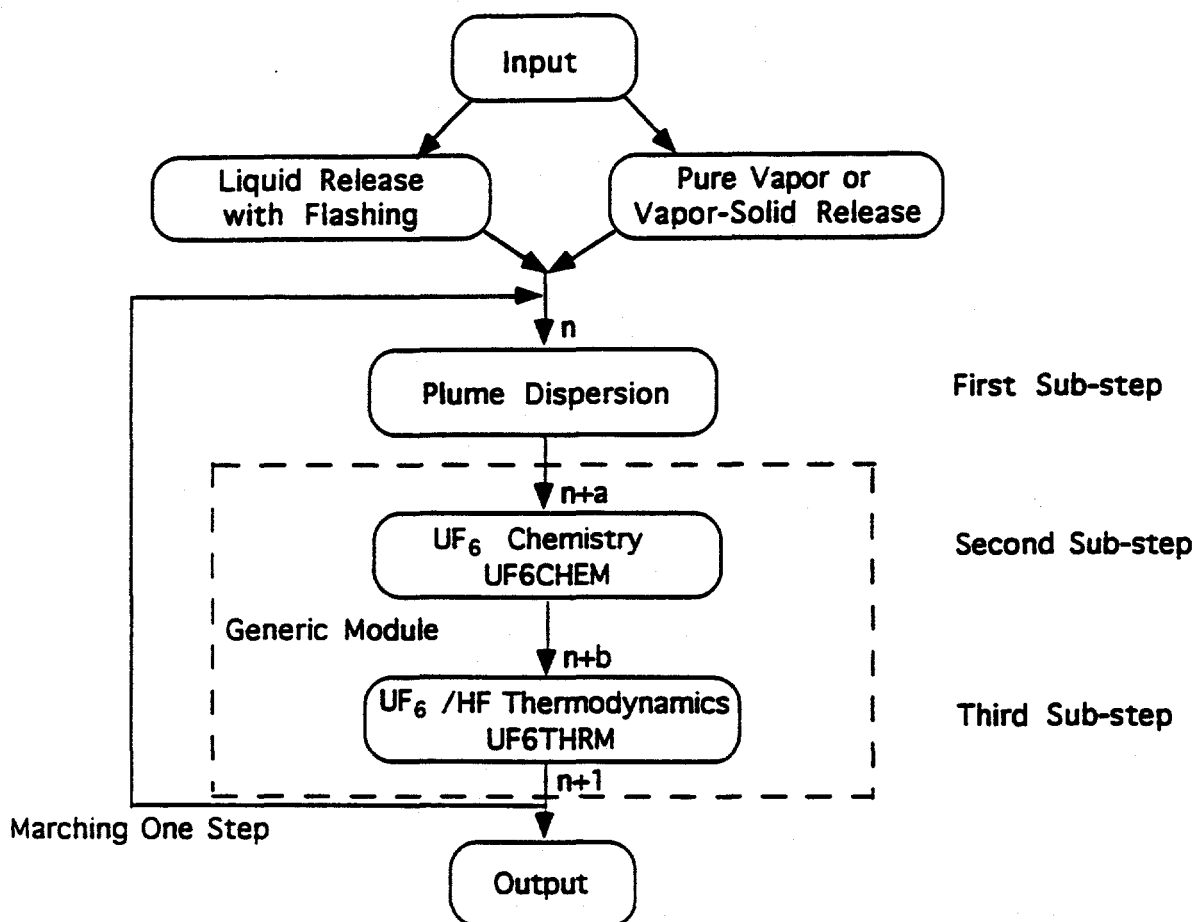 Input
Liquid Release
with Flashing
Pure Vapor or
Vapor-Solid Release
n
Plume Dispersion
First Sub-step
n+a
UF₆ Chemistry
UF6CHEM
Second Sub-step
Generic Module
n+b
UF₆ /HF Thermodynamics
UF6THRM
Third Sub-step
n+1
Marching One Step
Output